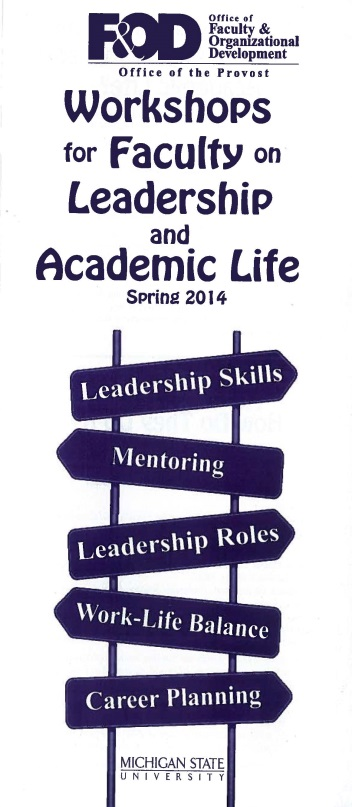 F&OD
Office of
Faculty &
Organizational
Development
Office of the Provost
Workshops
for Faculty on
Leadership
and
Academic Life
Spring 2014
Leadership Skills
Mentoring
Leadership Roles
Work-Life Balance
Career Planning
MICHIGAN STATE
UNIVERSITY